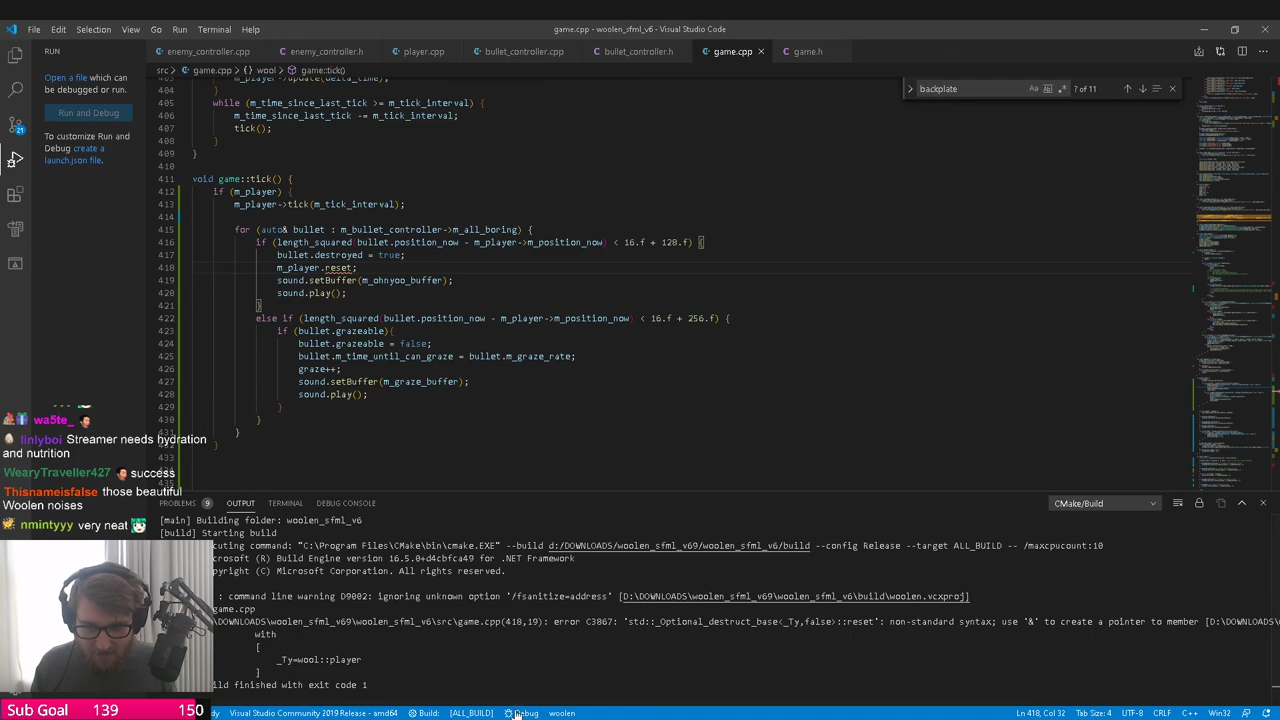 File Edit Selection View Go Run Terminal Help
game.cpp - woolen_sfml_v6 - Visual Studio Code
RUN
enemy_controller.cpp
enemy_controller.h
player.cpp
bullet_controller.cpp
bullet_controller.h
game.cpp
game.h
src > game.cpp > {} wool > game::tick()
Open a file which can
be debugged or run.
Run and Debug
To customize Run and
Debug create a
launch.json file.
backplate
? of 11
21
403 m_player->update(delta_time);
404 }
405 while (m_time_since_last_tick >= m_tick_interval) {
406 m_time_since_last_tick -= m_tick_interval;
407 tick();
408 }
409 }
410
411 void game::tick() {
412 if (m_player) {
413 m_player->tick(m_tick_interval);
414
415 for (auto& bullet : m_bullet_controller->m_all_bois) {
416 if (length_squared(bullet.position_now - m_player->m_position_now) < 16.f + 128.f) {
417 bullet.destroyed = true;
418 m_player.reset;
419 sound.setBuffer(m_ohnyoo_buffer);
420 sound.play();
421 }
422 else if (length_squared(bullet.position_now - m_player->m_position_now) < 16.f + 256.f) {
423 if (bullet.grazeable){
424 bullet.grazeable = false;
425 bullet.m_time_until_can_graze = bullet.m_graze_rate;
426 graze++;
427 sound.setBuffer(m_graze_buffer);
428 sound.play();
429 }
430 }
431 }
432 }
433
wa5te_
linlyboi Streamer needs hydration
and nutrition
WearyTraveller427 success
Thisnameisfalse those beautiful
Woolen noises
nmintyyy very neat
PROBLEMS 9 OUTPUT TERMINAL DEBUG CONSOLE
CMake/Build
[main] Building folder: woolen_sfml_v6
[build] Starting build
uting command: "C:\Program Files\CMake\bin\cmake.EXE" --build d:/DOWNLOADS/woolen_sfml_v69/woolen_sfml_v6/build --config Release --target ALL_BUILD -- /maxcpucount:10
osoft (R) Build Engine version 16.5.0+d4cbfca49 for .NET Framework
yright (C) Microsoft Corporation. All rights reserved.
: command line warning D9002: ignoring unknown option '/fsanitize=address' [D:\DOWNLOADS\woolen_sfml_v69\woolen_sfml_v6\build\woolen.vcxproj]
game.cpp
OWNLOADS\woolen_sfml_v69\woolen_sfml_v6\src\game.cpp(418,19): error C3867: 'std::_Optional_destruct_base<_Ty,false>::reset': non-standard syntax; use '&' to create a pointer to member [D:\DOWNLOADS
with
[
_Ty=wool::player
]
ild finished with exit code 1
Sub Goal 139 150
dy Visual Studio Community 2019 Release - amd64 Build: [ALL_BUILD] Debug woolen
Ln 418, Col 32 Tab Size: 4 UTF-8 CRLF C++ Win32